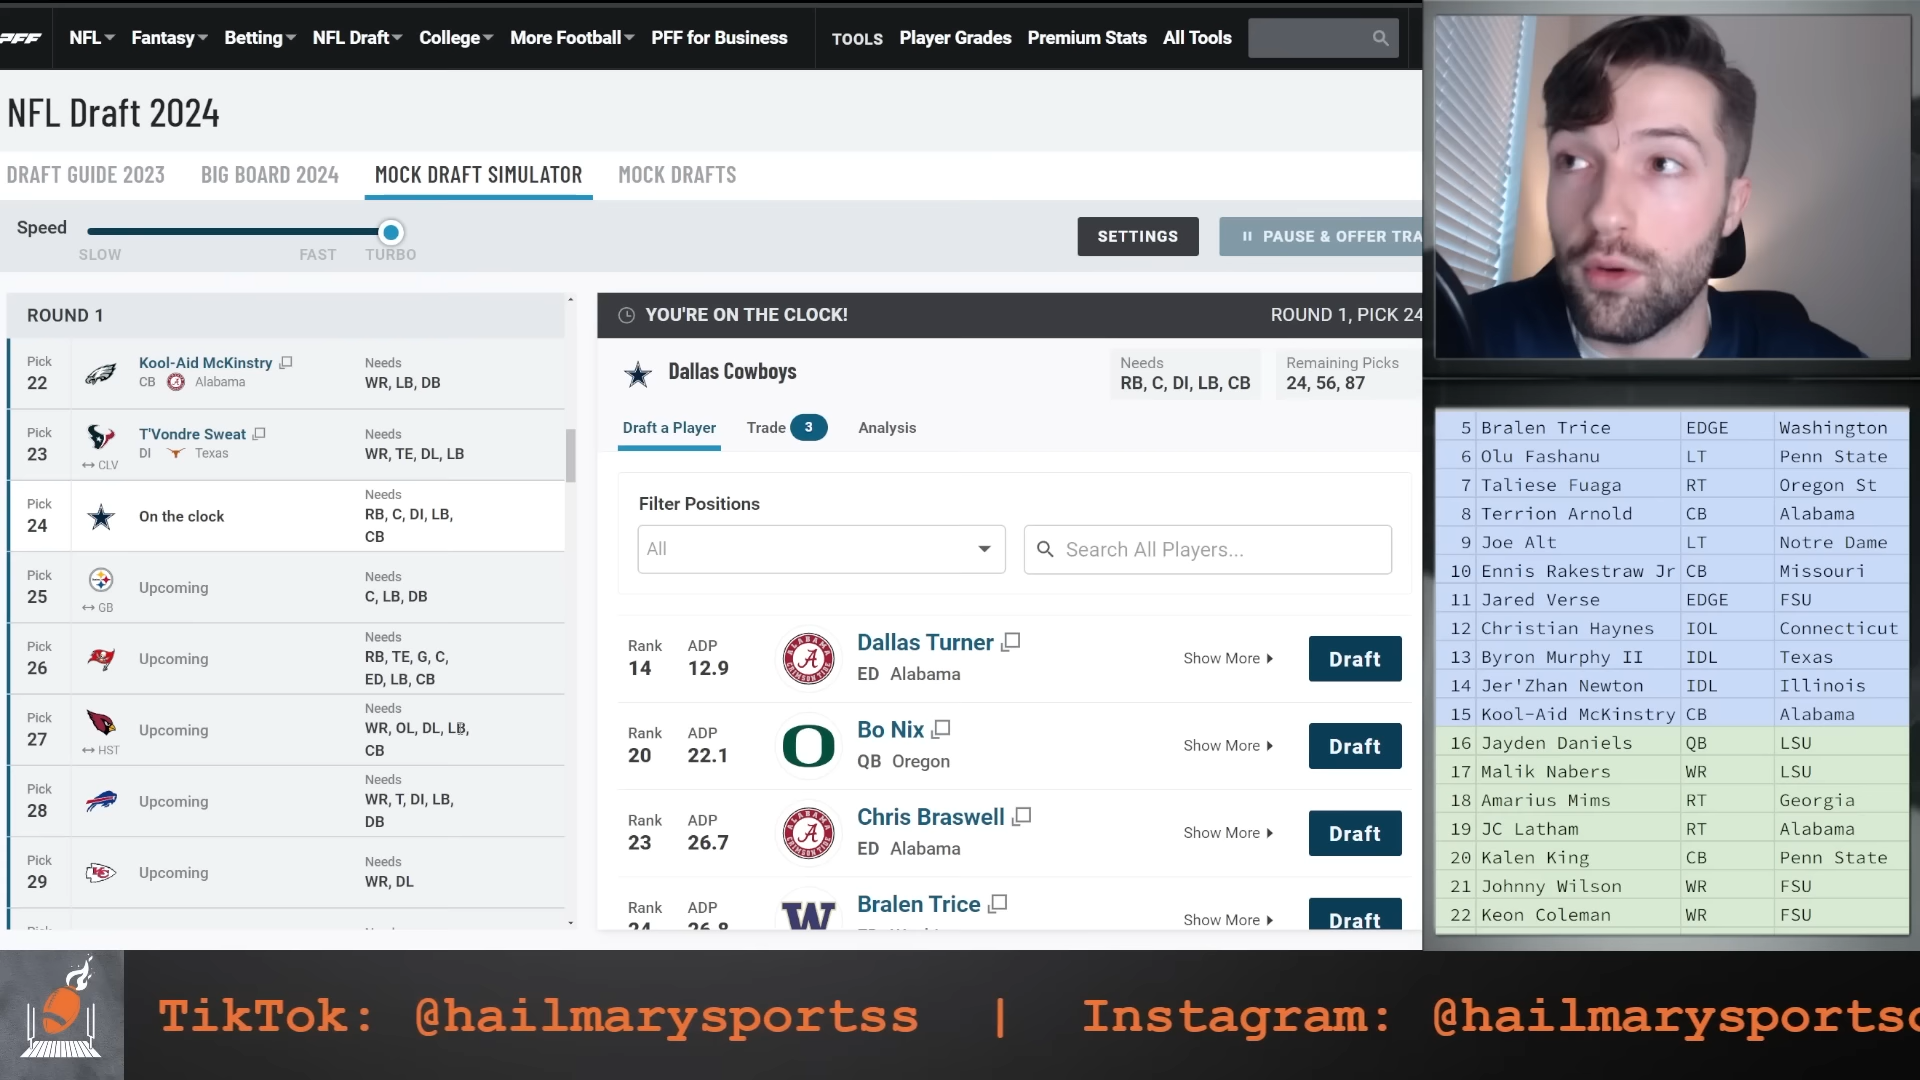 PFF NFL Fantasy Betting NFL Draft College More Football PFF for Business TOOLS Player Grades Premium Stats All Tools
NFL Draft 2024
DRAFT GUIDE 2023 BIG BOARD 2024 MOCK DRAFT SIMULATOR MOCK DRAFTS
Speed
SLOW FAST TURBO
SETTINGS
PAUSE & OFFER TRA
ROUND 1
Pick 22 Kool-Aid McKinstry Needs
CB Alabama WR, LB, DB
Pick 23 T'Vondre Sweat Needs
↔ CLV DI Texas WR, TE, DL, LB
Pick 24 On the clock Needs
RB, C, DI, LB,
CB
Pick 25 Upcoming Needs
↔ GB C, LB, DB
Pick 26 Upcoming Needs
RB, TE, G, C,
ED, LB, CB
Pick 27 Upcoming Needs
↔ HST WR, OL, DL, LB,
CB
Pick 28 Upcoming Needs
WR, T, DI, LB,
DB
Pick 29 Upcoming Needs
WR, DL
YOU'RE ON THE CLOCK! ROUND 1, PICK 24
Dallas Cowboys
Needs
RB, C, DI, LB, CB
Remaining Picks
24, 56, 87
Draft a Player Trade 3 Analysis
Filter Positions
All
Search All Players...
Rank ADP Dallas Turner Show More Draft
14 12.9 ED Alabama
Rank ADP Bo Nix Show More Draft
20 22.1 QB Oregon
Rank ADP Chris Braswell Show More Draft
23 26.7 ED Alabama
Rank ADP Bralen Trice Show More Draft
24 26.8
5 Bralen Trice EDGE Washington
6 Olu Fashanu LT Penn State
7 Taliese Fuaga RT Oregon St
8 Terrion Arnold CB Alabama
9 Joe Alt LT Notre Dame
10 Ennis Rakestraw Jr CB Missouri
11 Jared Verse EDGE FSU
12 Christian Haynes IOL Connecticut
13 Byron Murphy II IDL Texas
14 Jer'Zhan Newton IDL Illinois
15 Kool-Aid McKinstry CB Alabama
16 Jayden Daniels QB LSU
17 Malik Nabers WR LSU
18 Amarius Mims RT Georgia
19 JC Latham RT Alabama
20 Kalen King CB Penn State
21 Johnny Wilson WR FSU
22 Keon Coleman WR FSU
TikTok: @hailmarysportss | Instagram: @hailmarysports